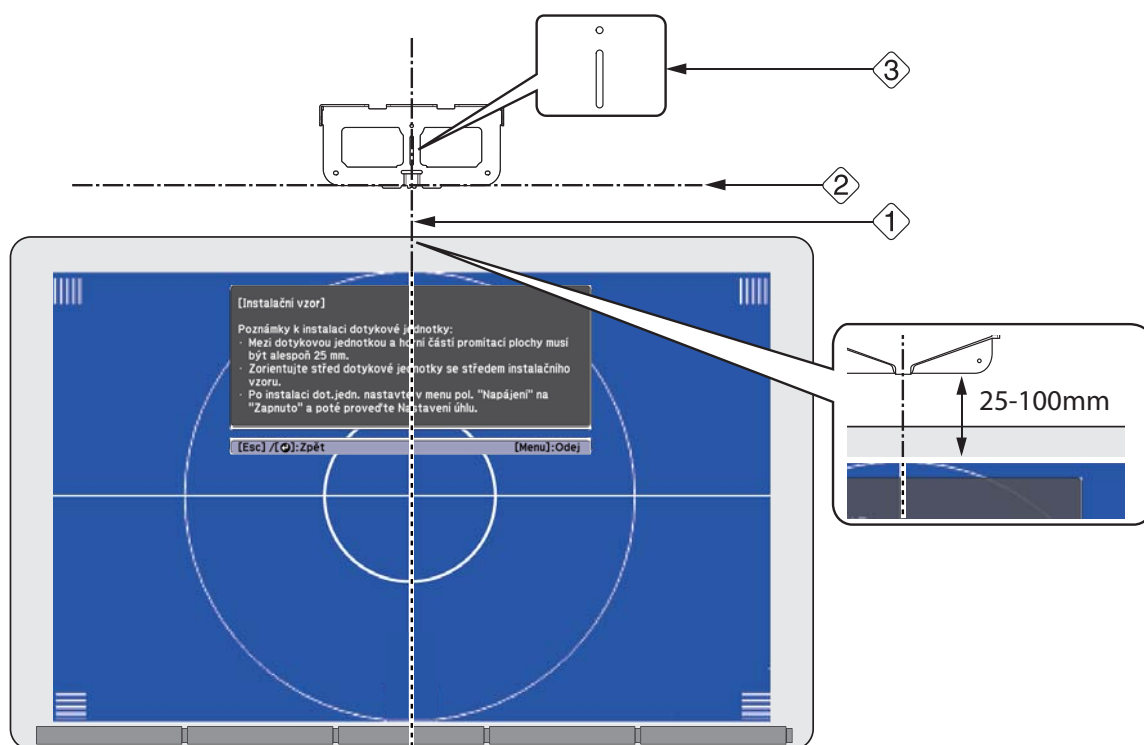 3
2
1
[Instalační vzor]
Poznámky k instalaci dotykové jednotky:
· Mezi dotykovou jednotkou a horní částí promítací plochy musí
být alespoň 25 mm.
· Zorientujte střed dotykové jednotky se středem instalačního
vzoru.
· Po instalaci dot.jedn. nastavte v menu pol. "Napájení" na
"Zapnuto" a poté proveďte Nastavení úhlu.
[Esc] /[⮐]:Zpět [Menu]:Odej
25-100mm